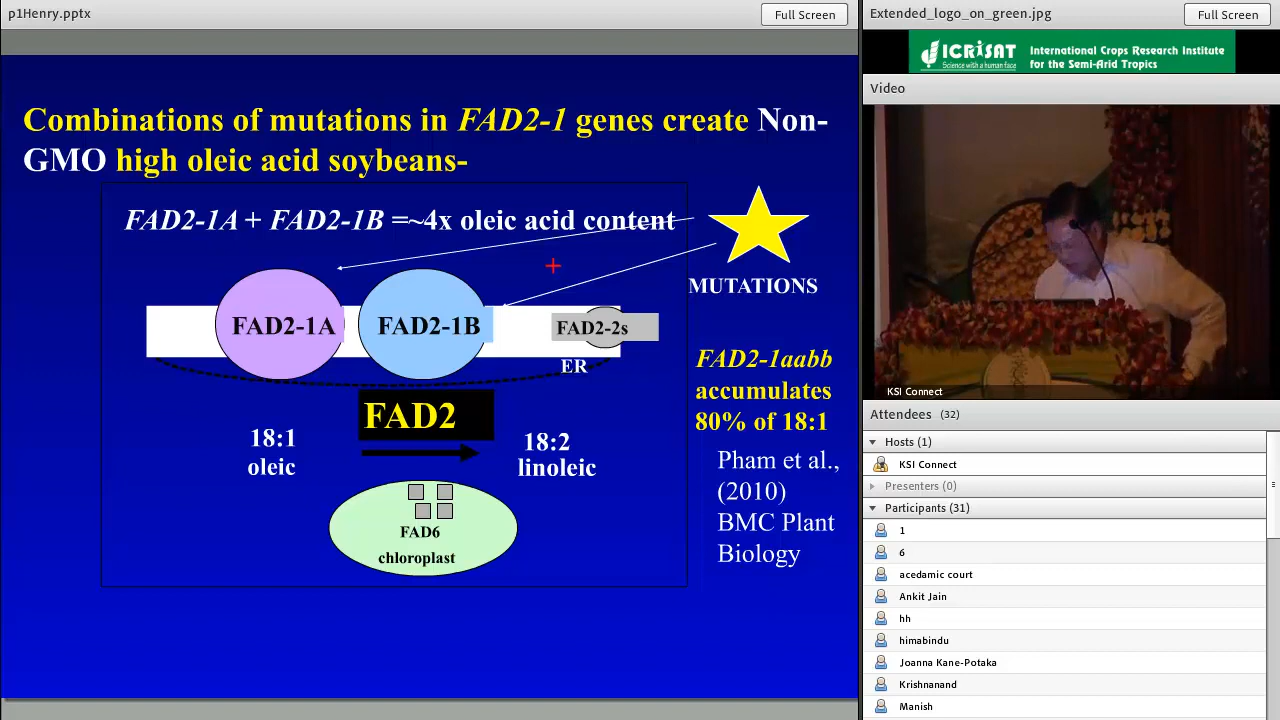 p1Henry.pptx
Full Screen
Combinations of mutations in FAD2-1 genes create Non-
GMO high oleic acid soybeans-
FAD2-1A + FAD2-1B =~4x oleic acid content
MUTATIONS
FAD2-1A
FAD2-1B
FAD2-2s
ER
FAD2-1aabb
accumulates
80% of 18:1
FAD2
18:1
oleic
18:2
linoleic
Pham et al.,
(2010)
BMC Plant
Biology
FAD6
chloroplast
Extended_logo_on_green.jpg
Full Screen
ICRISAT
Science with a human face
International Crops Research Institute
for the Semi-Arid Tropics
Video
KSI Connect
Attendees (32)
Hosts (1)
KSI Connect
Presenters (0)
Participants (31)
1
6
acedamic court
Ankit Jain
hh
himabindu
Joanna Kane-Potaka
Krishnanand
Manish